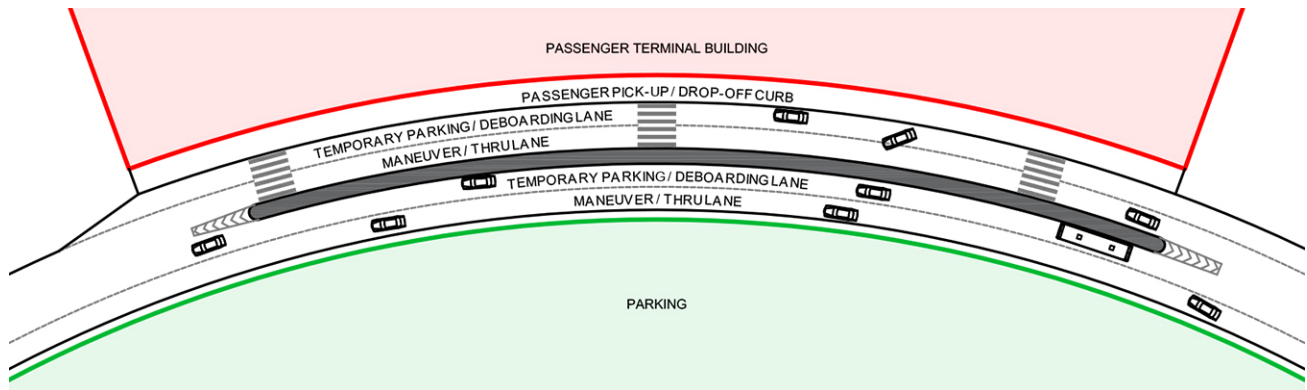 PASSENGER TERMINAL BUILDING
PASSENGER PICK-UP / DROP-OFF CURB
TEMPORARY PARKING / DEBOARDING LANE
MANEUVER / THRU LANE
TEMPORARY PARKING / DEBOARDING LANE
MANEUVER / THRU LANE
PARKING